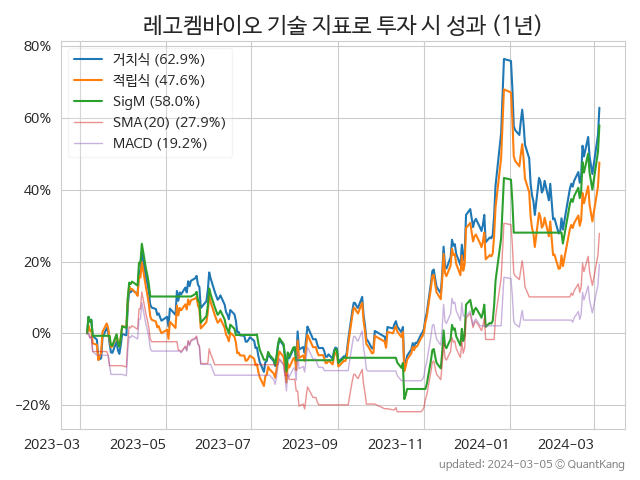 레고켐바이오 기술 지표로 투자 시 성과 (1년)
80%
60%
40%
20%
0%
−20%
거치식 (62.9%)
적립식 (47.6%)
SigM (58.0%)
SMA(20) (27.9%)
MACD (19.2%)
2023-03
2023-05
2023-07
2023-09
2023-11
2024-01
2024-03
updated: 2024-03-05 ⓒ QuantKang